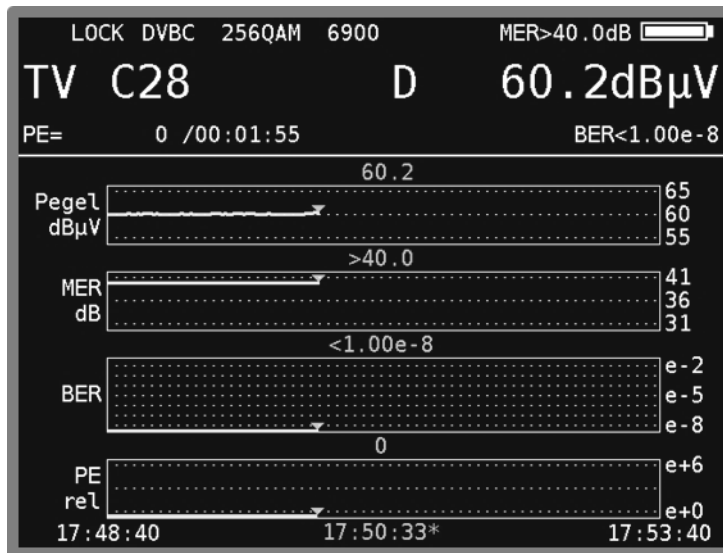 LOCK DVBC 256QAM 6900 MER>40.0dB
TV C28 D 60.2dBµV
PE= 0 /00:01:55 BER<1.00e-8
60.2
Pegel
dBµV
65
60
55
>40.0
MER
dB
41
36
31
<1.00e-8
BER
e-2
e-5
e-8
0
PE
rel
e+6
e+0
17:48:40 17:50:33* 17:53:40